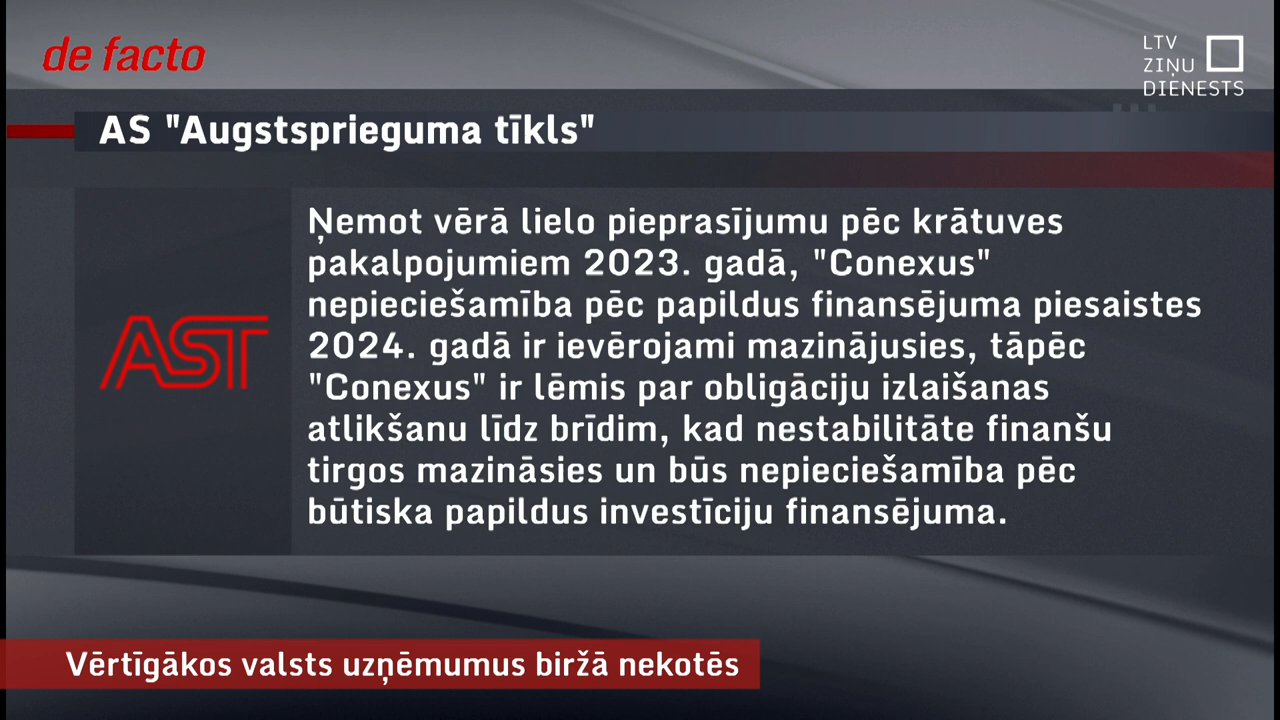 de facto
LTV
ZIŅU
DIENESTS
AS "Augstsprieguma tīkls"
AST
Ņemot vērā lielo pieprasījumu pēc krātuves
pakalpojumiem 2023. gadā, "Conexus"
nepieciešamība pēc papildus finansējuma piesaistes
2024. gadā ir ievērojami mazinājusies, tāpēc
"Conexus" ir lēmis par obligāciju izlaišanas
atlikšanu līdz brīdim, kad nestabilitāte finanšu
tirgos mazināsies un būs nepieciešamība pēc
būtiska papildus investīciju finansējuma.
Vērtīgākos valsts uzņēmumus biržā nekotēs